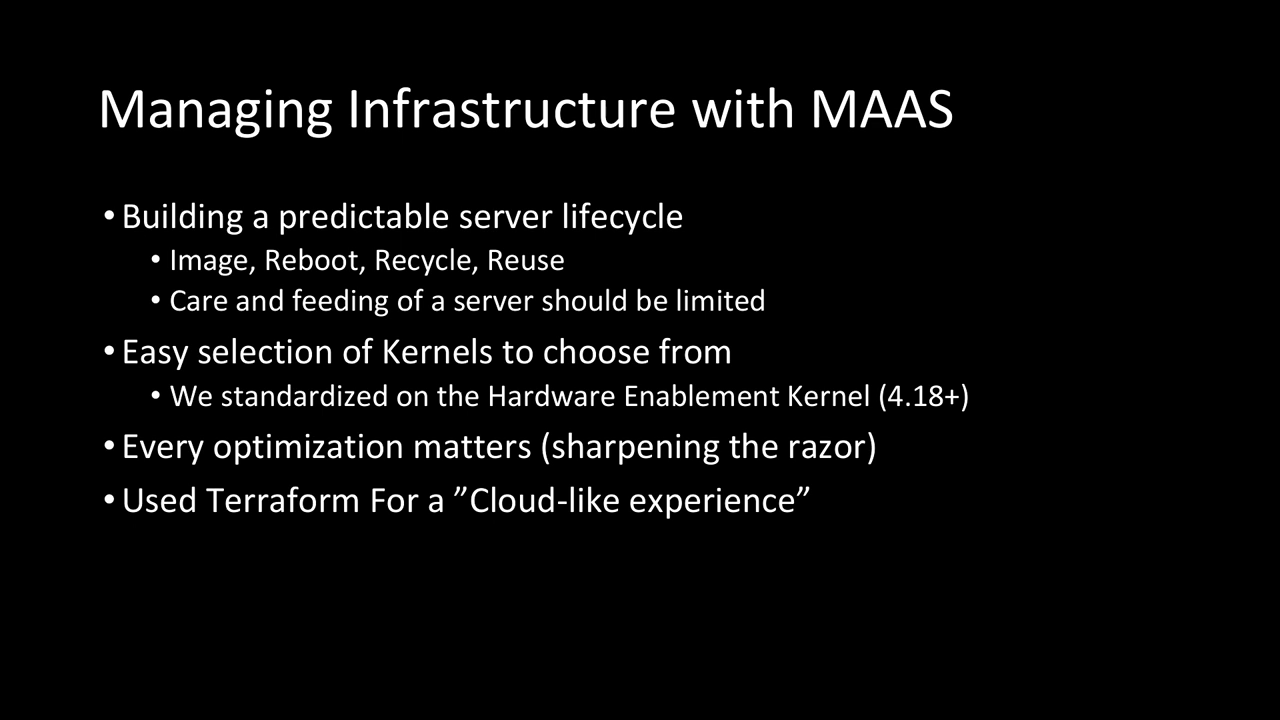 Managing Infrastructure with MAAS
• Building a predictable server lifecycle
• Image, Reboot, Recycle, Reuse
• Care and feeding of a server should be limited
• Easy selection of Kernels to choose from
• We standardized on the Hardware Enablement Kernel (4.18+)
• Every optimization matters (sharpening the razor)
• Used Terraform For a ”Cloud-like experience”